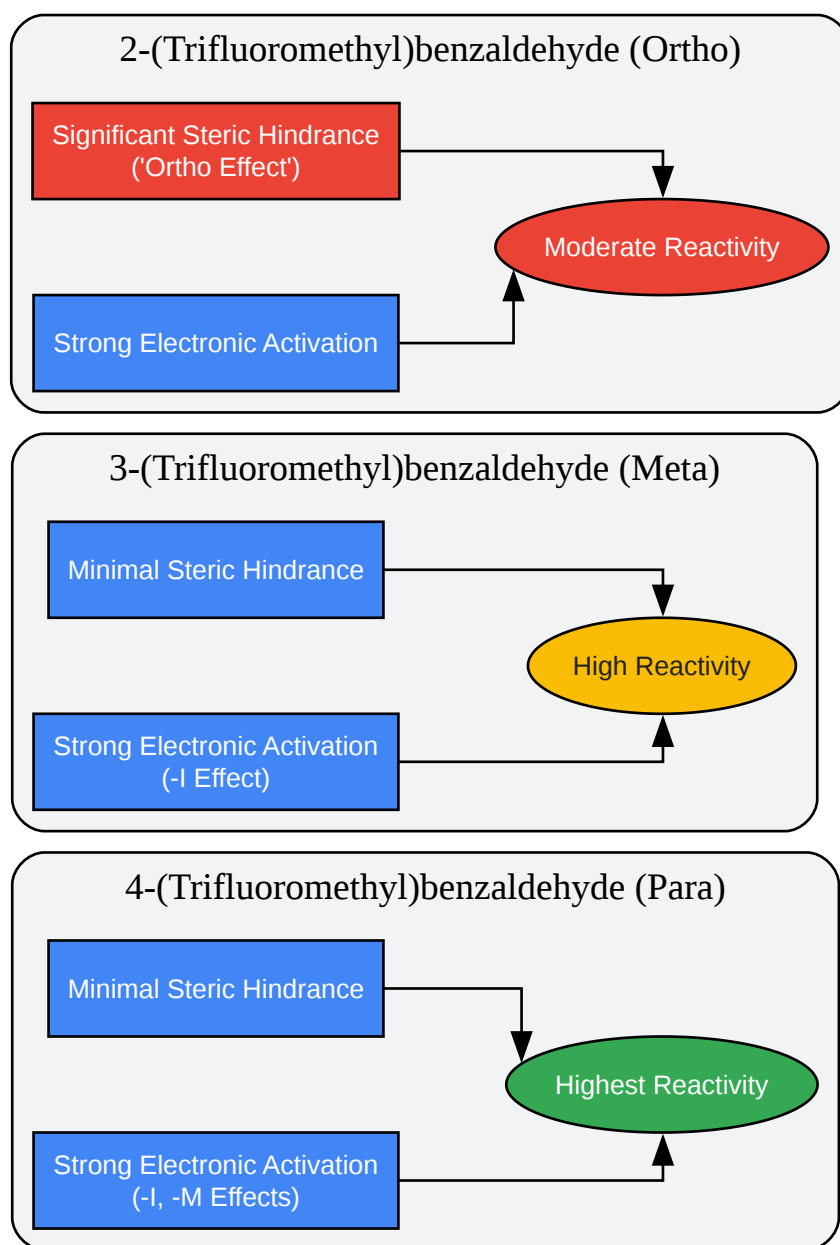 2-(Trifluoromethyl)benzaldehyde (Ortho)
Significant Steric Hindrance
('Ortho Effect')
Moderate Reactivity
Strong Electronic Activation
3-(Trifluoromethyl)benzaldehyde (Meta)
Minimal Steric Hindrance
High Reactivity
Strong Electronic Activation
(-I Effect)
4-(Trifluoromethyl)benzaldehyde (Para)
Minimal Steric Hindrance
Highest Reactivity
Strong Electronic Activation
(-I, -M Effects)